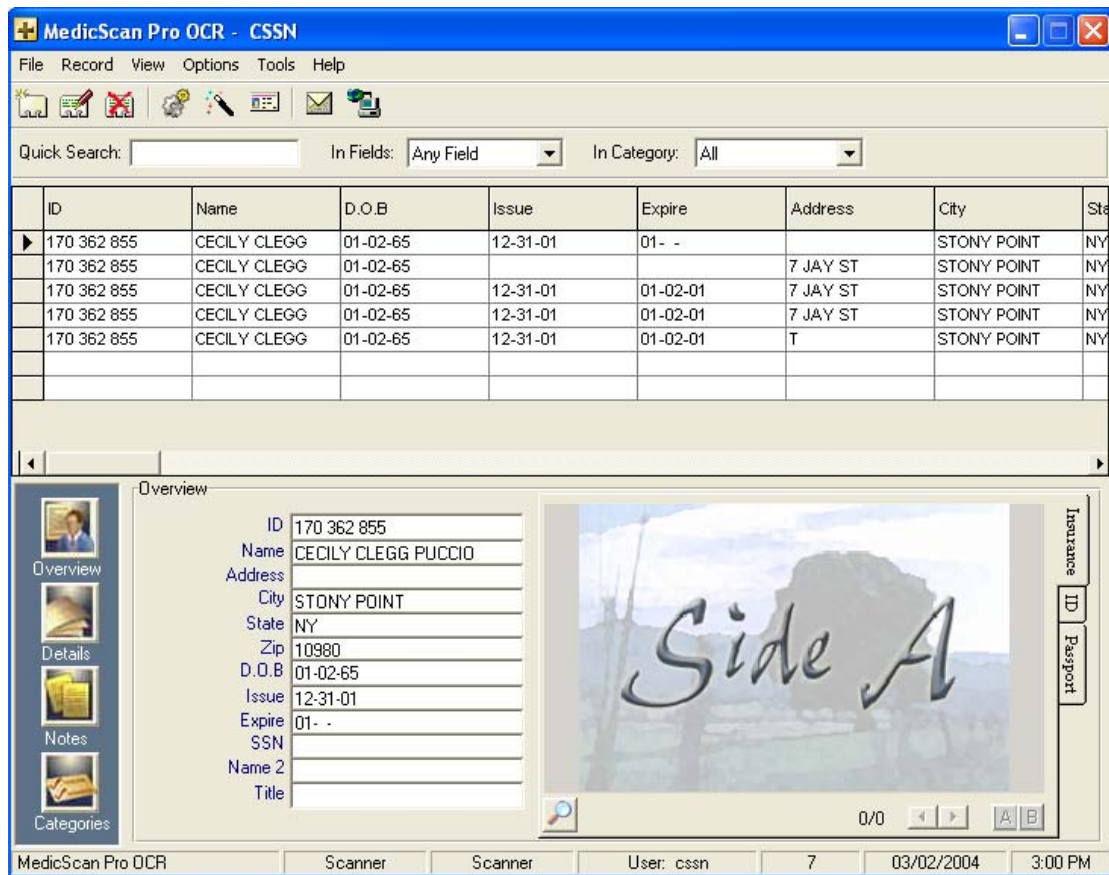 MedicScan Pro OCR - CSSN
File Record View Options Tools Help
Quick Search: In Fields: Any Field In Category: All
ID Name D.O.B Issue Expire Address City Sta
170 362 855 CECILY CLEGG 01-02-65 12-31-01 01- - STONY POINT NY
170 362 855 CECILY CLEGG 01-02-65 7 JAY ST STONY POINT NY
170 362 855 CECILY CLEGG 01-02-65 12-31-01 01-02-01 7 JAY ST STONY POINT NY
170 362 855 CECILY CLEGG 01-02-65 12-31-01 01-02-01 7 JAY ST STONY POINT NY
170 362 855 CECILY CLEGG 01-02-65 12-31-01 01-02-01 T STONY POINT NY
Overview
Details
Notes
Categories
Overview
ID 170 362 855
Name CECILY CLEGG PUCCIO
Address
City STONY POINT
State NY
Zip 10980
D.O.B 01-02-65
Issue 12-31-01
Expire 01- -
SSN
Name 2
Title
Side A
0/0 A B
Insurance
ID
Passport
MedicScan Pro OCR Scanner Scanner User: cssn 7 03/02/2004 3:00 PM